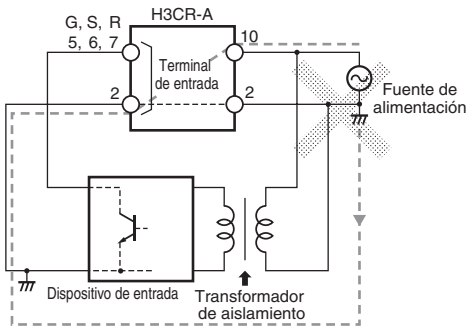 H3CR-A
G, S, R
5, 6, 7
10
Terminal
de entrada
2
2
Fuente de
alimentación
Dispositivo de entrada
Transformador
de aislamiento